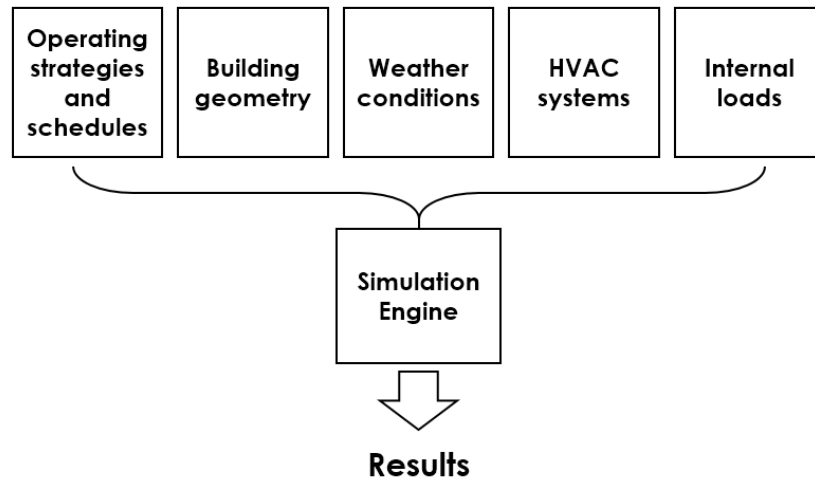 Operating
strategies
and
schedules
Building
geometry
Weather
conditions
HVAC
systems
Internal
loads
Simulation
Engine
Results